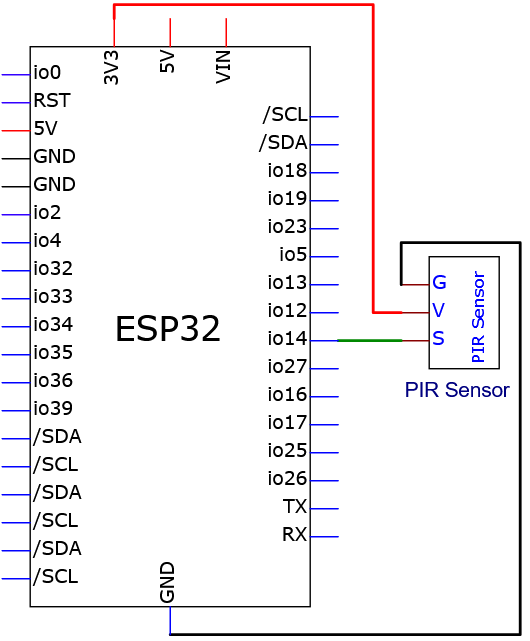 3V3
5V
VIN
io0
RST
5V
GND
GND
io2
io4
io32
io33
io34
io35
io36
io39
/SDA
/SCL
/SDA
/SCL
/SDA
/SCL
ESP32
/SCL
/SDA
io18
io19
io23
io5
io13
io12
io14
io27
io16
io17
io25
io26
TX
RX
GND
G
V
S
PIR Sensor
PIR Sensor